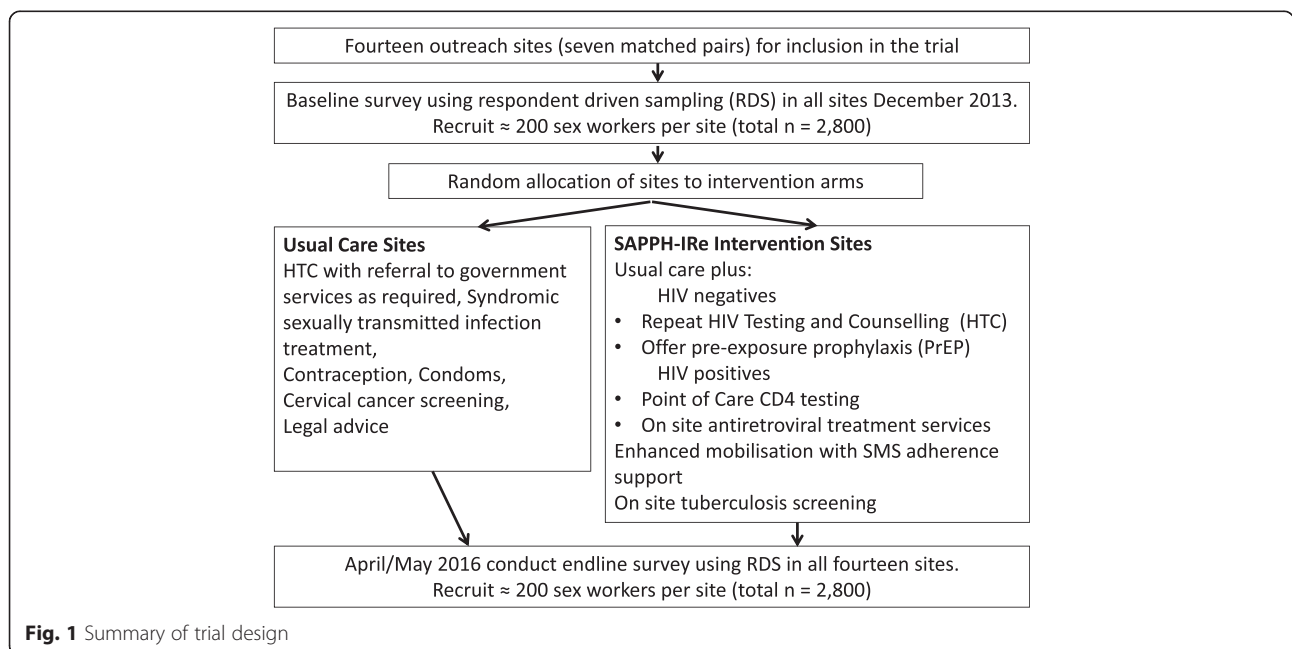 Fourteen outreach sites (seven matched pairs) for inclusion in the trial
Baseline survey using respondent driven sampling (RDS) in all sites December 2013.
Recruit ≈ 200 sex workers per site (total n = 2,800)
Random allocation of sites to intervention arms
Usual Care Sites
HTC with referral to government
services as required, Syndromic
sexually transmitted infection
treatment,
Contraception, Condoms,
Cervical cancer screening,
Legal advice
SAPPH-IRe Intervention Sites
Usual care plus:
HIV negatives
• Repeat HIV Testing and Counselling (HTC)
• Offer pre-exposure prophylaxis (PrEP)
HIV positives
• Point of Care CD4 testing
• On site antiretroviral treatment services
Enhanced mobilisation with SMS adherence
support
On site tuberculosis screening
April/May 2016 conduct endline survey using RDS in all fourteen sites.
Recruit ≈ 200 sex workers per site (total n = 2,800)
Fig. 1 Summary of trial design